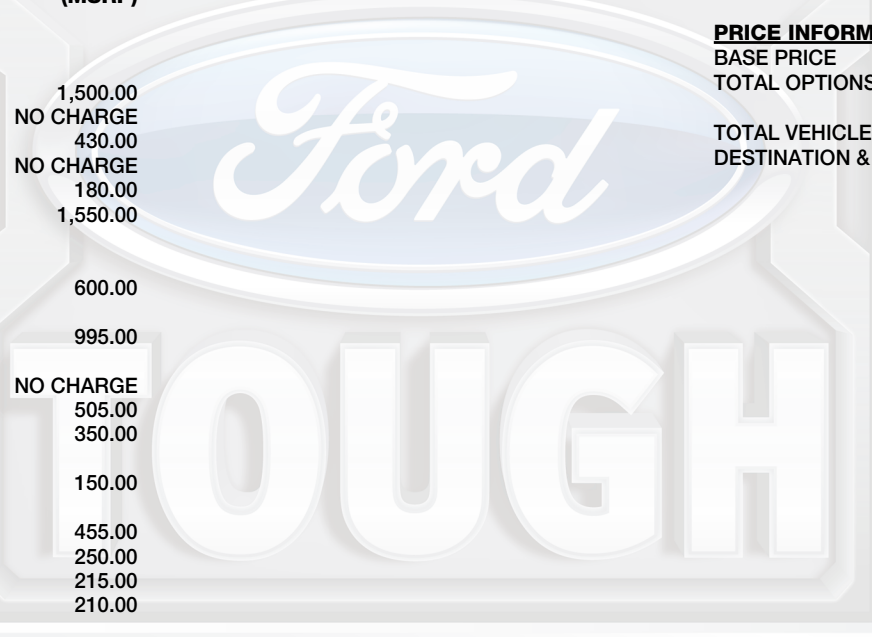 (MSRP)
1,500.00
NO CHARGE
430.00
NO CHARGE
180.00
1,550.00
600.00
995.00
NO CHARGE
505.00
350.00
150.00
455.00
250.00
215.00
210.00
PRICE INFORM
BASE PRICE
TOTAL OPTIONS
TOTAL VEHICLE
DESTINATION &
Ford
TOUGH